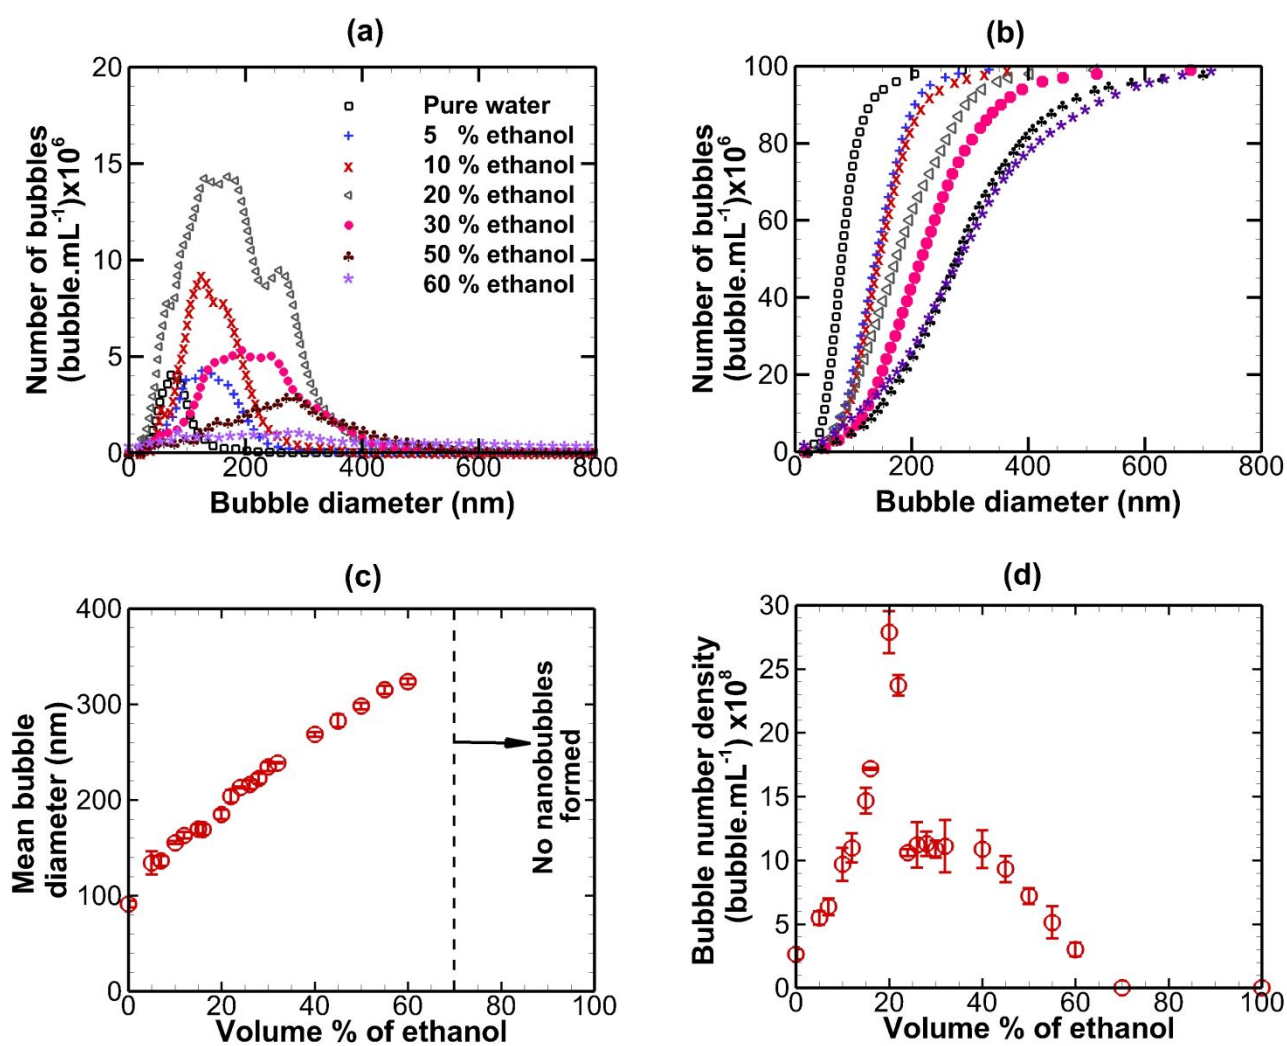 (a)
Number of bubbles
(bubble.mL⁻¹)x10⁶
20
15
10
5
0
0 200 400 600 800
Bubble diameter (nm)
Pure water
5 % ethanol
10 % ethanol
20 % ethanol
30 % ethanol
50 % ethanol
60 % ethanol
(b)
Number of bubbles
(bubble.mL⁻¹)x10⁶
100
80
60
40
20
0
0 200 400 600 800
Bubble diameter (nm)
(c)
Mean bubble
diameter (nm)
400
300
200
100
0
0 20 40 60 80 100
Volume % of ethanol
No nanobubbles
formed
(d)
Bubble number density
(bubble.mL⁻¹) x10⁸
30
25
20
15
10
5
0
0 20 40 60 80 100
Volume % of ethanol